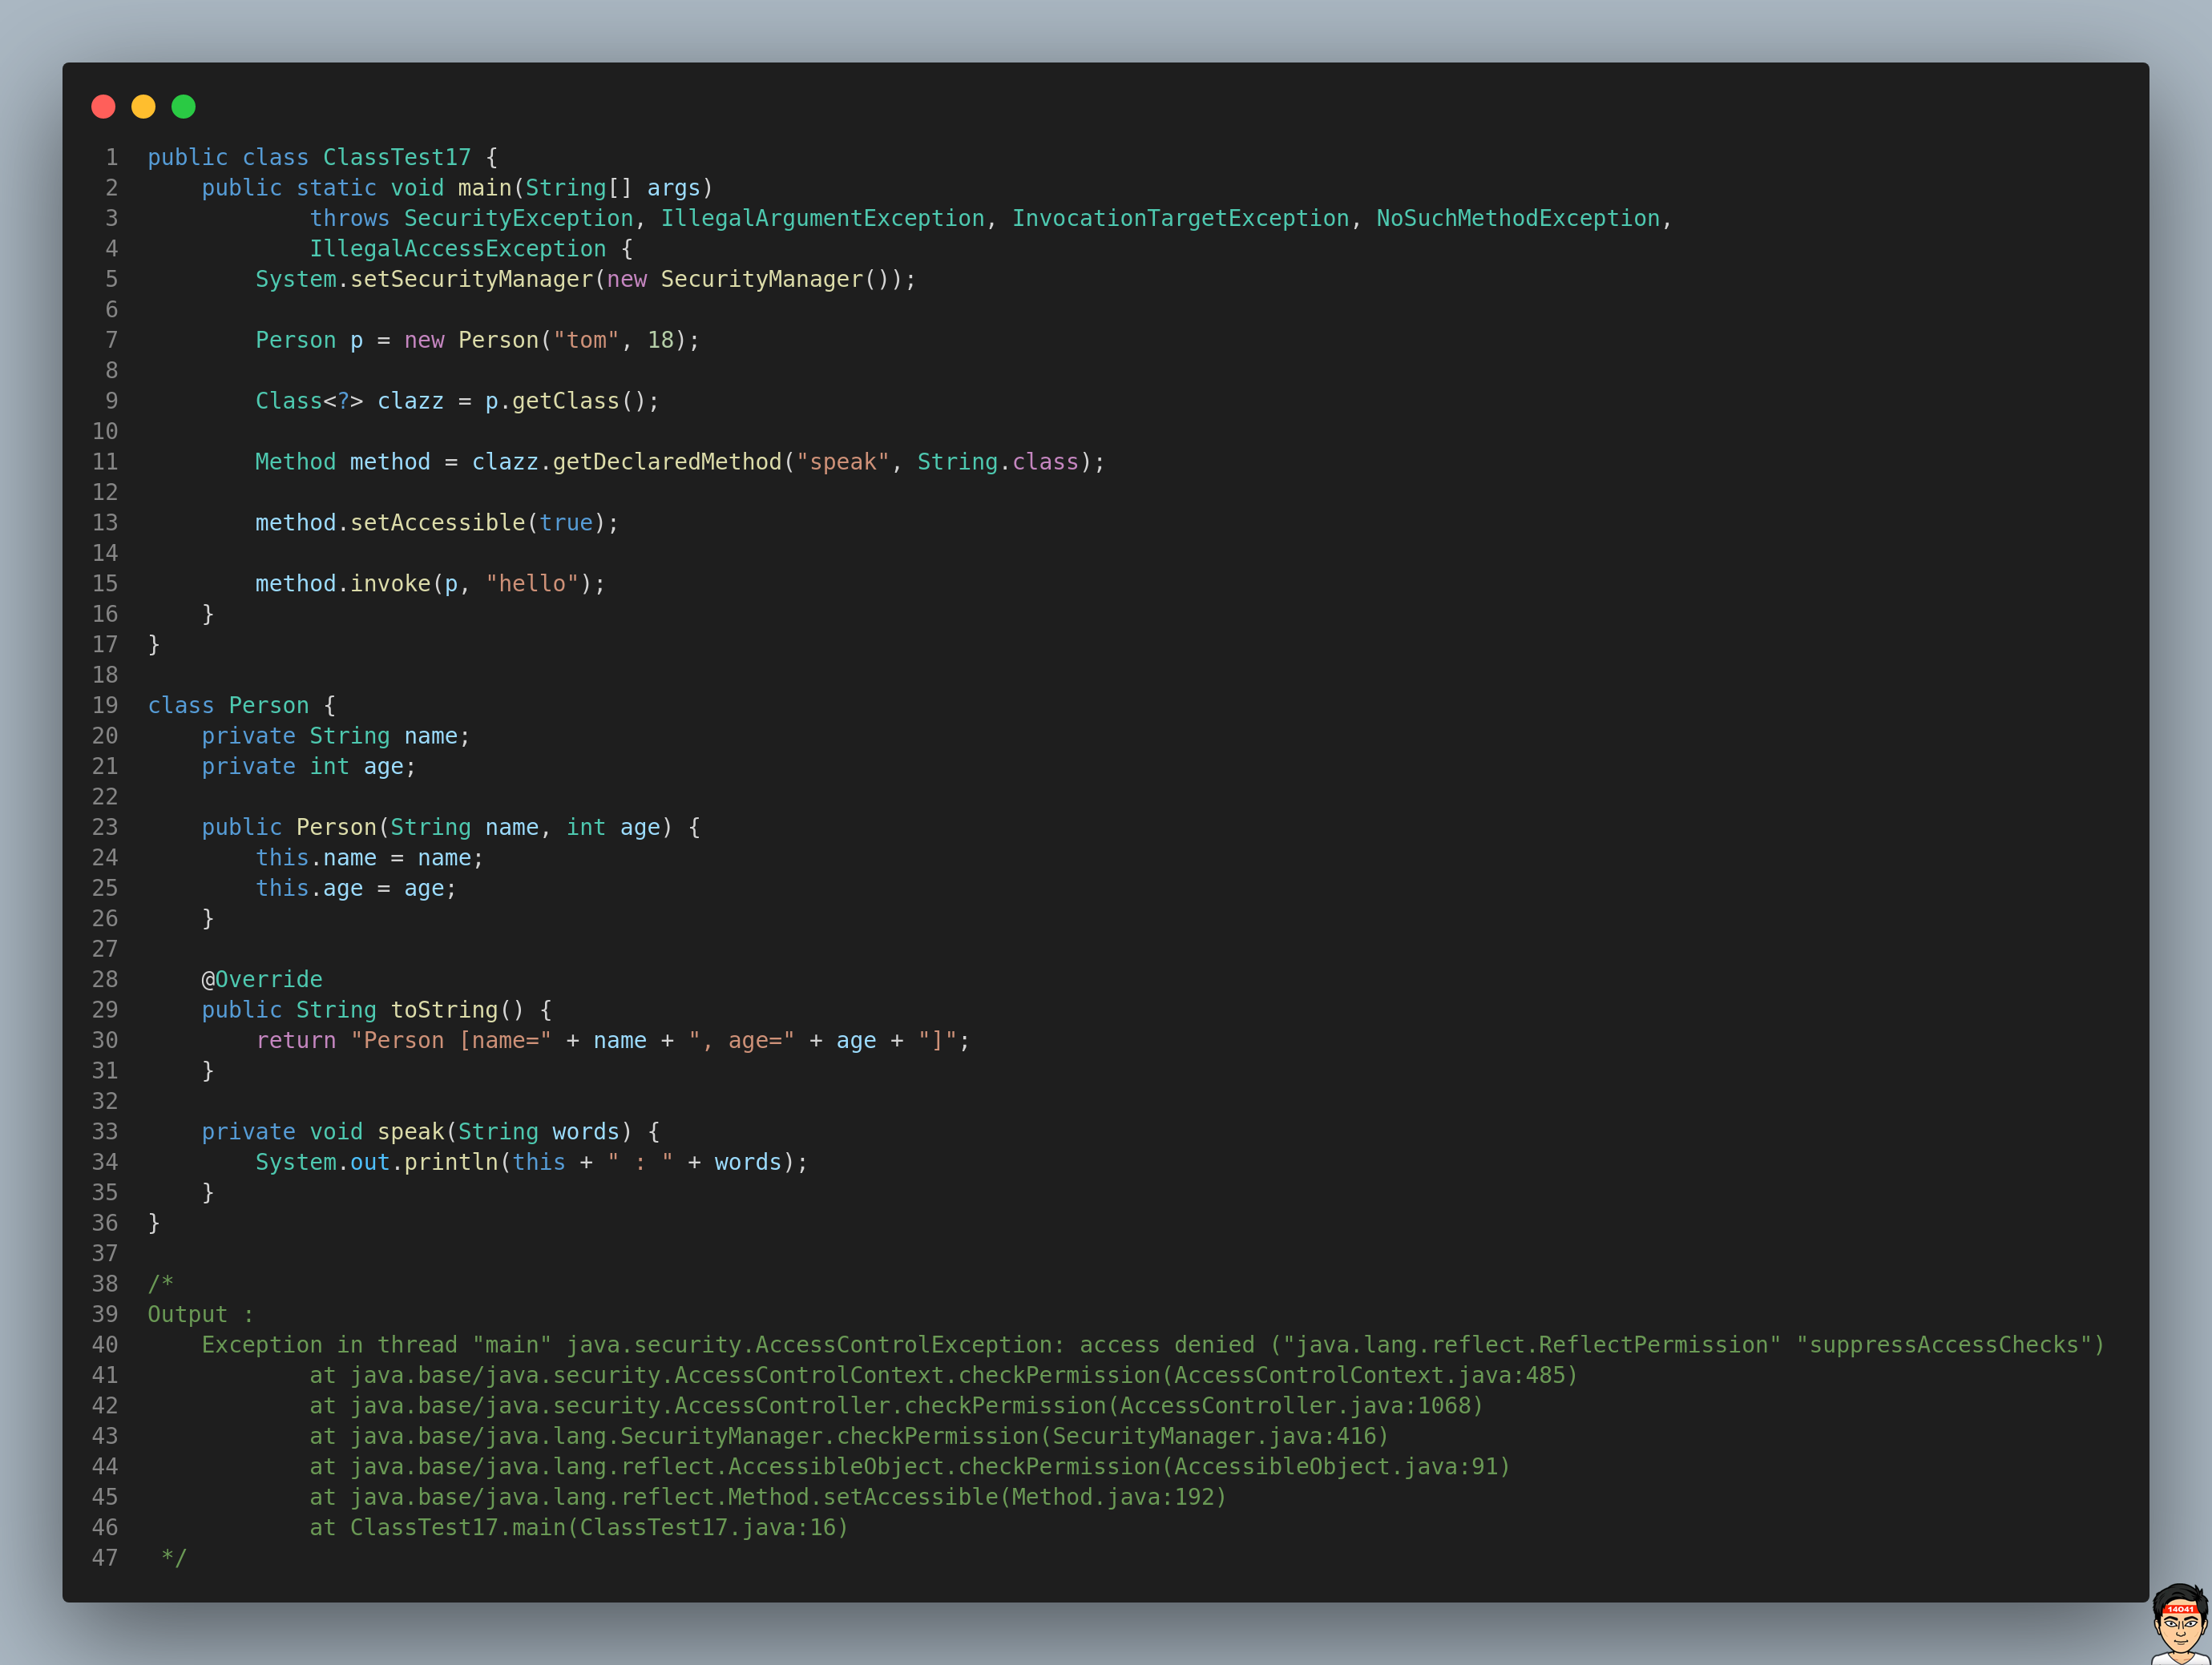 1 public class ClassTest17 {
2     public static void main(String[] args)
3             throws SecurityException, IllegalArgumentException, InvocationTargetException, NoSuchMethodException,
4             IllegalAccessException {
5         System.setSecurityManager(new SecurityManager());
6
7         Person p = new Person("tom", 18);
8
9         Class<?> clazz = p.getClass();
10
11         Method method = clazz.getDeclaredMethod("speak", String.class);
12
13         method.setAccessible(true);
14
15         method.invoke(p, "hello");
16     }
17 }
18
19 class Person {
20     private String name;
21     private int age;
22
23     public Person(String name, int age) {
24         this.name = name;
25         this.age = age;
26     }
27
28     @Override
29     public String toString() {
30         return "Person [name=" + name + ", age=" + age + "]";
31     }
32
33     private void speak(String words) {
34         System.out.println(this + " : " + words);
35     }
36 }
37
38 /*
39 Output :
40     Exception in thread "main" java.security.AccessControlException: access denied ("java.lang.reflect.ReflectPermission" "suppressAccessChecks")
41             at java.base/java.security.AccessControlContext.checkPermission(AccessControlContext.java:485)
42             at java.base/java.security.AccessController.checkPermission(AccessController.java:1068)
43             at java.base/java.lang.SecurityManager.checkPermission(SecurityManager.java:416)
44             at java.base/java.lang.reflect.AccessibleObject.checkPermission(AccessibleObject.java:91)
45             at java.base/java.lang.reflect.Method.setAccessible(Method.java:192)
46             at ClassTest17.main(ClassTest17.java:16)
47  */
14041